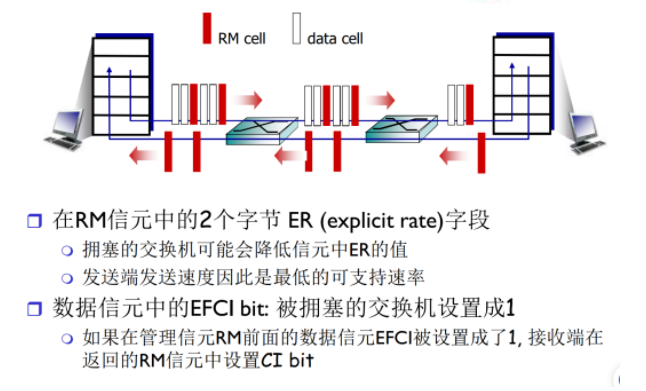 RM cell data cell
在RM信元中的2个字节 ER (explicit rate)字段
拥塞的交换机可能会降低信元中ER的值
发送端发送速度因此是最低的可支持速率
数据信元中的EFCI bit: 被拥塞的交换机设置成1
如果在管理信元RM前面的数据信元EFCI被设置成了1, 接收端在
返回的RM信元中设置CI bit